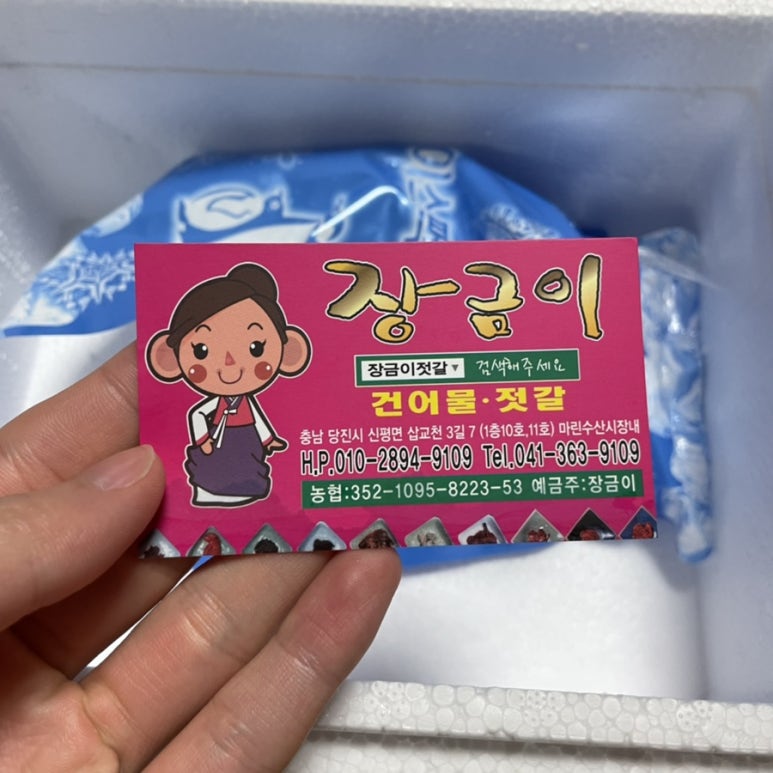 장금이
장금이젓갈▼ 검색해주세요
건어물·젓갈
충남 당진시 신평면 삽교천 3길 7 (1층10호,11호) 마린수산시장내
H.P.010-2894-9109 Tel.041-363-9109
농협:352-1095-8223-53 예금주:장금이